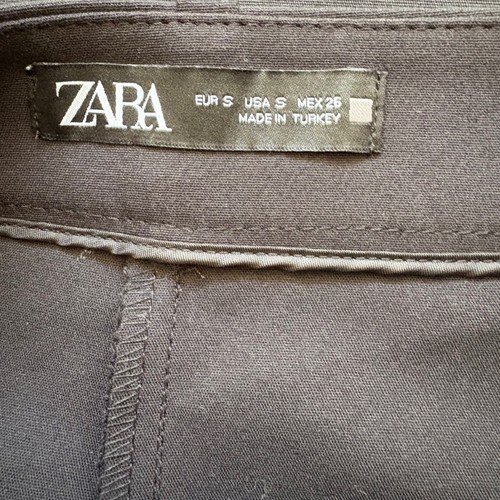 ZARA
EUR S USA S MEX 26
MADE IN TURKEY